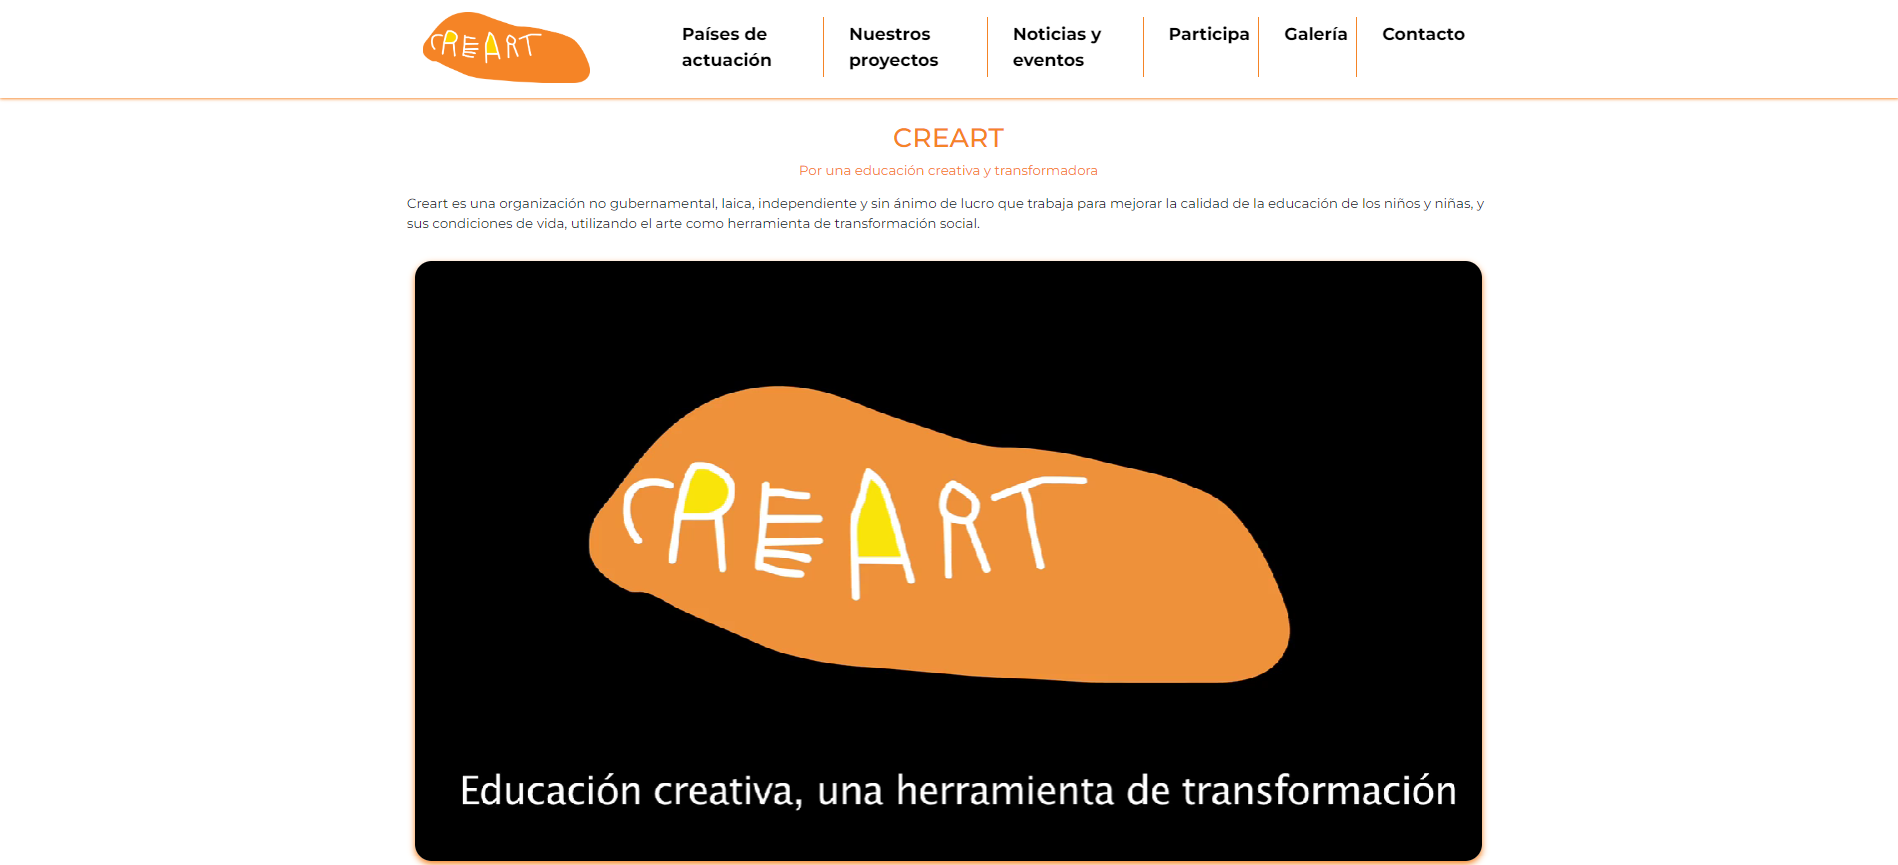 CREART
Países de
actuación
Nuestros
proyectos
Noticias y
eventos
Participa
Galería
Contacto
CREART
Por una educación creativa y transformadora
Creart es una organización no gubernamental, laica, independiente y sin ánimo de lucro que trabaja para mejorar la calidad de la educación de los niños y niñas, y
sus condiciones de vida, utilizando el arte como herramienta de transformación social.
CREART
Educación creativa, una herramienta de transformación